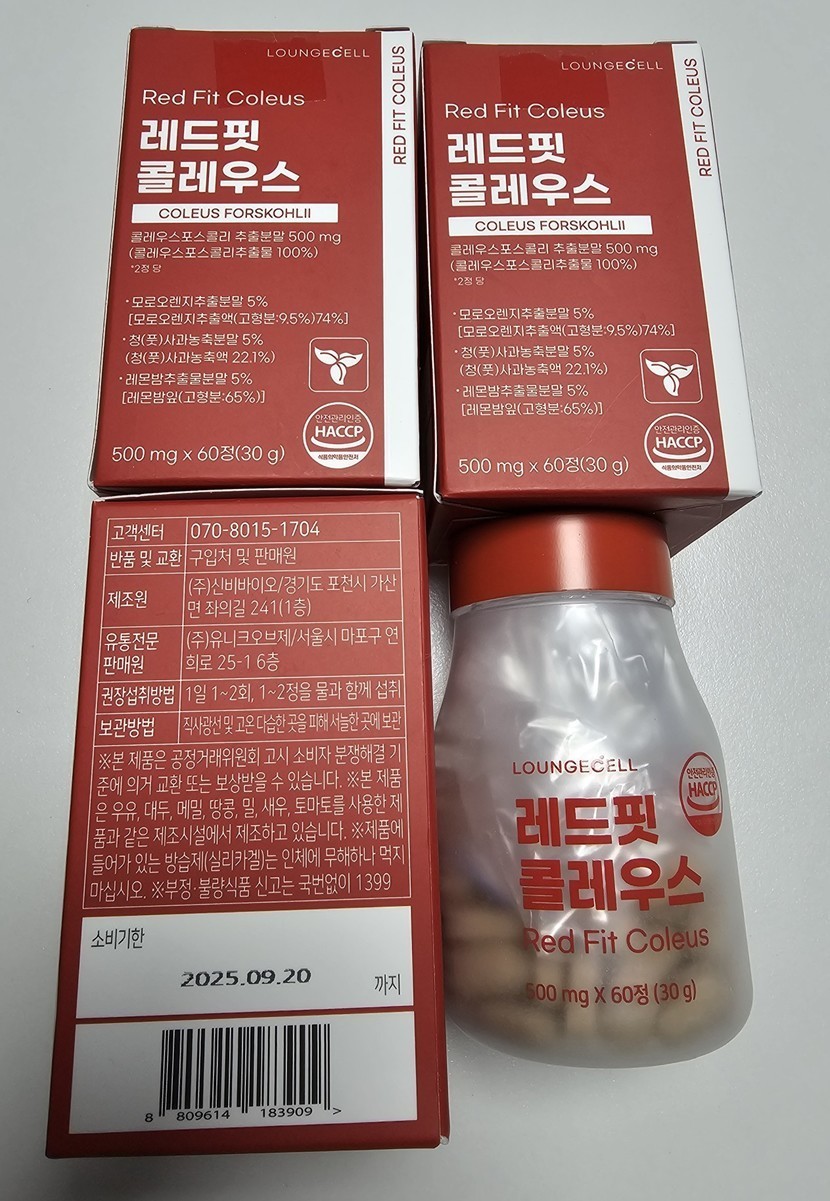 LOUNGECELL
Red Fit Coleus
레드핏
콜레우스
COLEUS FORSKOHLII
콜레우스포스콜리 추출분말 500 mg
(콜레우스포스콜리추출물 100%)
*2정 당
· 모로오렌지추출분말 5%
[모로오렌지추출액(고형분:9.5%)74%]
· 청(풋)사과농축분말 5%
(청(풋)사과농축액 22.1%)
· 레몬밤추출물분말 5%
[레몬밤잎(고형분:65%)]
안전관리인증
HACCP
식품의약품안전처
500 mg x 60정(30 g)
RED FIT COLEUS
LOUNGECELL
Red Fit Coleus
레드핏
콜레우스
COLEUS FORSKOHLII
콜레우스포스콜리 추출분말 500 mg
(콜레우스포스콜리추출물 100%)
*2정 당
· 모로오렌지추출분말 5%
[모로오렌지추출액(고형분:9.5%)74%]
· 청(풋)사과농축분말 5%
(청(풋)사과농축액 22.1%)
· 레몬밤추출물분말 5%
[레몬밤잎(고형분:65%)]
안전관리인증
HACCP
식품의약품안전처
500 mg x 60정(30 g)
RED FIT COLEUS
고객센터 070-8015-1704
반품 및 교환 구입처 및 판매원
제조원 (주)신비바이오/경기도 포천시 가산
면 좌의길 241(1층)
유통전문
판매원 (주)유니크오브제/서울시 마포구 연
희로 25-1 6층
권장섭취방법 1일 1~2회, 1~2정을 물과 함께 섭취
보관방법 직사광선 및 고온 다습한 곳을 피해 서늘한 곳에 보관
※본 제품은 공정거래위원회 고시 소비자 분쟁해결 기
준에 의거 교환 또는 보상받을 수 있습니다. ※본 제품
은 우유, 대두, 메밀, 땅콩, 밀, 새우, 토마토를 사용한 제
품과 같은 제조시설에서 제조하고 있습니다. ※제품에
들어가 있는 방습제(실리카겔)는 인체에 무해하나 먹지
마십시오. ※부정·불량식품 신고는 국번없이 1399
소비기한
2025.09.20
까지
8 809614 183909 >
LOUNGECELL
안전관리인증
HACCP
레드핏
콜레우스
Red Fit Coleus
500 mg X 60정 (30 g)